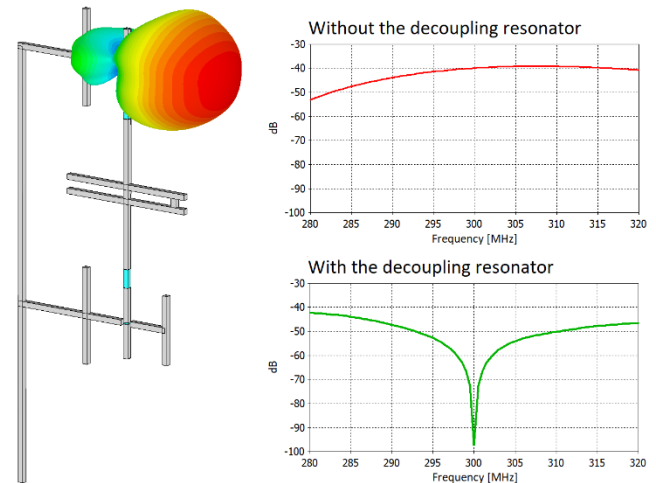 Without the decoupling resonator
-30
-40
-50
-60
-70
-80
-90
-100
dB
280 285 290 295 300 305 310 315 320
Frequency [MHz]
With the decoupling resonator
-30
-40
-50
-60
-70
-80
-90
-100
dB
280 285 290 295 300 305 310 315 320
Frequency [MHz]